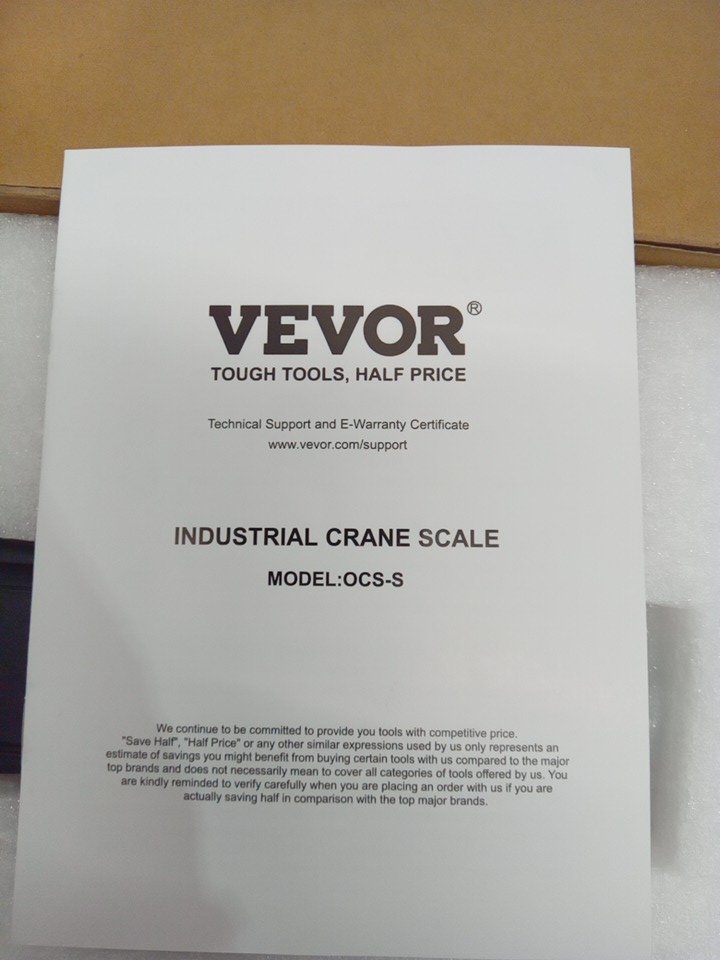 VEVOR®
TOUGH TOOLS, HALF PRICE
Technical Support and E-Warranty Certificate
www.vevor.com/support
INDUSTRIAL CRANE SCALE
MODEL:OCS-S
We continue to be committed to provide you tools with competitive price.
"Save Half", "Half Price" or any other similar expressions used by us only represents an
estimate of savings you might benefit from buying certain tools with us compared to the major
top brands and does not necessarily mean to cover all categories of tools offered by us. You
are kindly reminded to verify carefully when you are placing an order with us if you are
actually saving half in comparison with the top major brands.